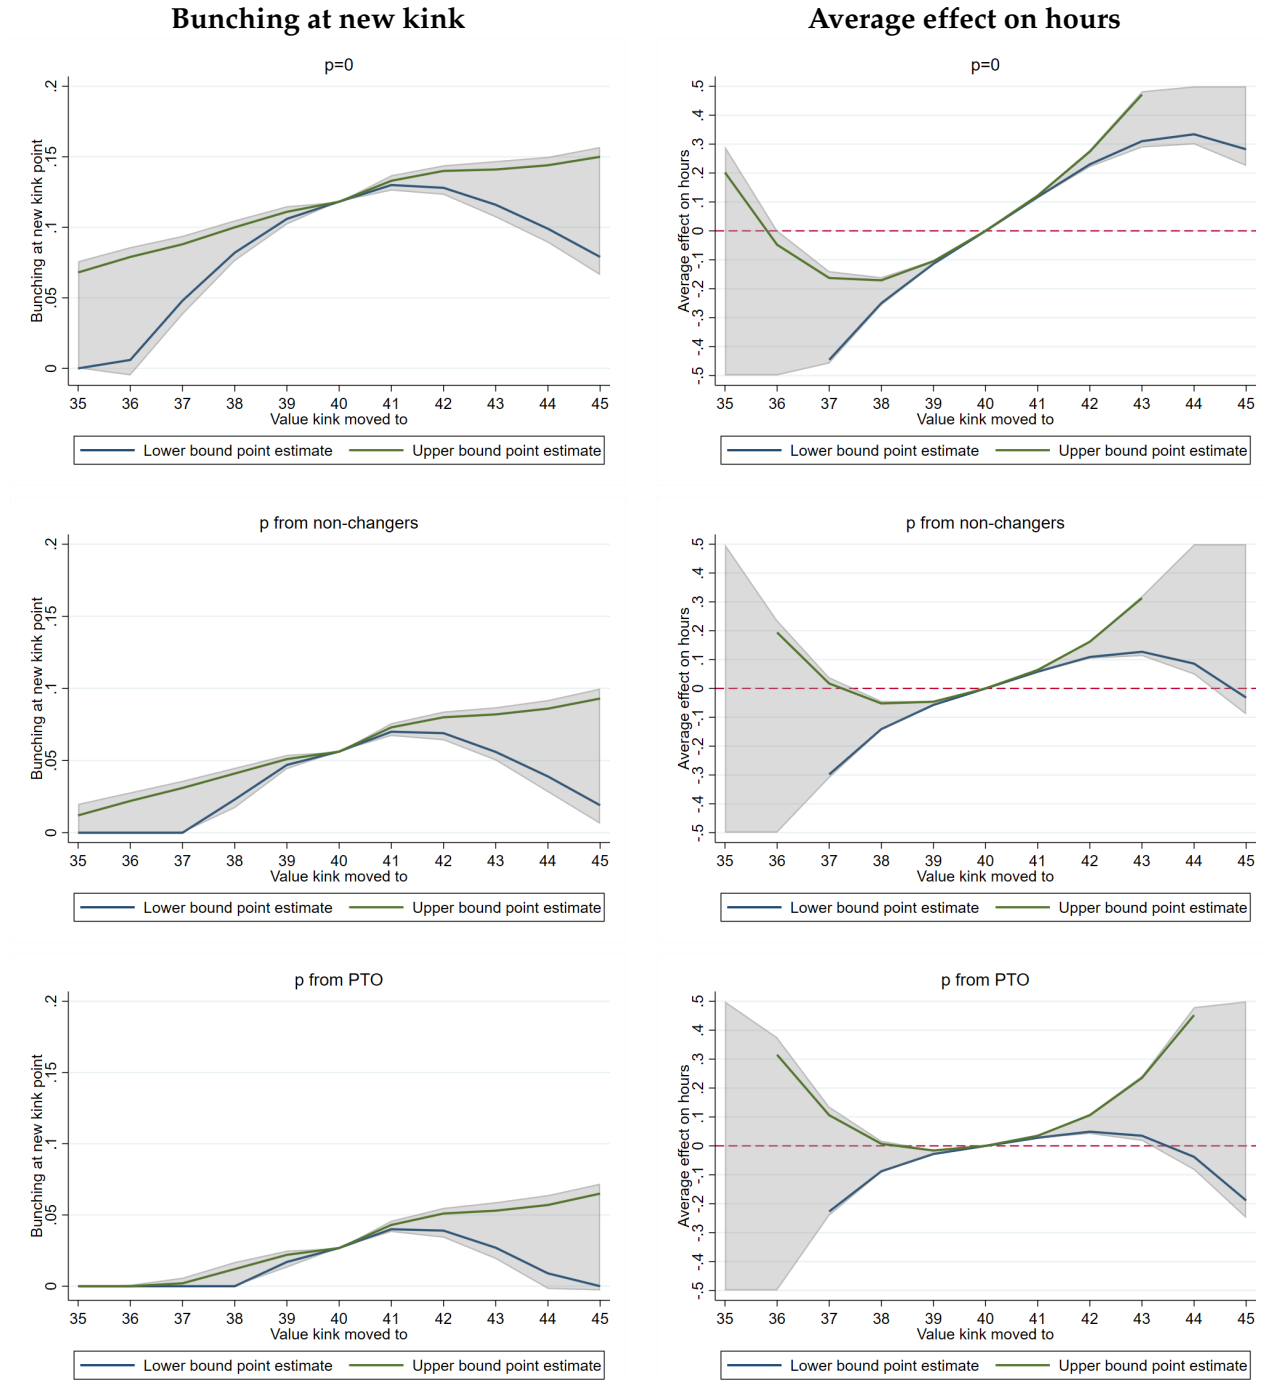 Bunching at new kink
Average effect on hours
p=0
Bunching at new kink point
.2
.15
.1
.05
0
35 36 37 38 39 40 41 42 43 44 45
Value kink moved to
Lower bound point estimate Upper bound point estimate
p=0
Average effect on hours
.5
.4
.3
.2
.1
0
-.1
-.2
-.3
-.4
-.5
35 36 37 38 39 40 41 42 43 44 45
Value kink moved to
Lower bound point estimate Upper bound point estimate
p from non-changers
Bunching at new kink point
.2
.15
.1
.05
0
35 36 37 38 39 40 41 42 43 44 45
Value kink moved to
Lower bound point estimate Upper bound point estimate
p from non-changers
Average effect on hours
.5
.4
.3
.2
.1
0
-.1
-.2
-.3
-.4
-.5
35 36 37 38 39 40 41 42 43 44 45
Value kink moved to
Lower bound point estimate Upper bound point estimate
p from PTO
Bunching at new kink point
.2
.15
.1
.05
0
35 36 37 38 39 40 41 42 43 44 45
Value kink moved to
Lower bound point estimate Upper bound point estimate
p from PTO
Average effect on hours
.5
.4
.3
.2
.1
0
-.1
-.2
-.3
-.4
-.5
35 36 37 38 39 40 41 42 43 44 45
Value kink moved to
Lower bound point estimate Upper bound point estimate